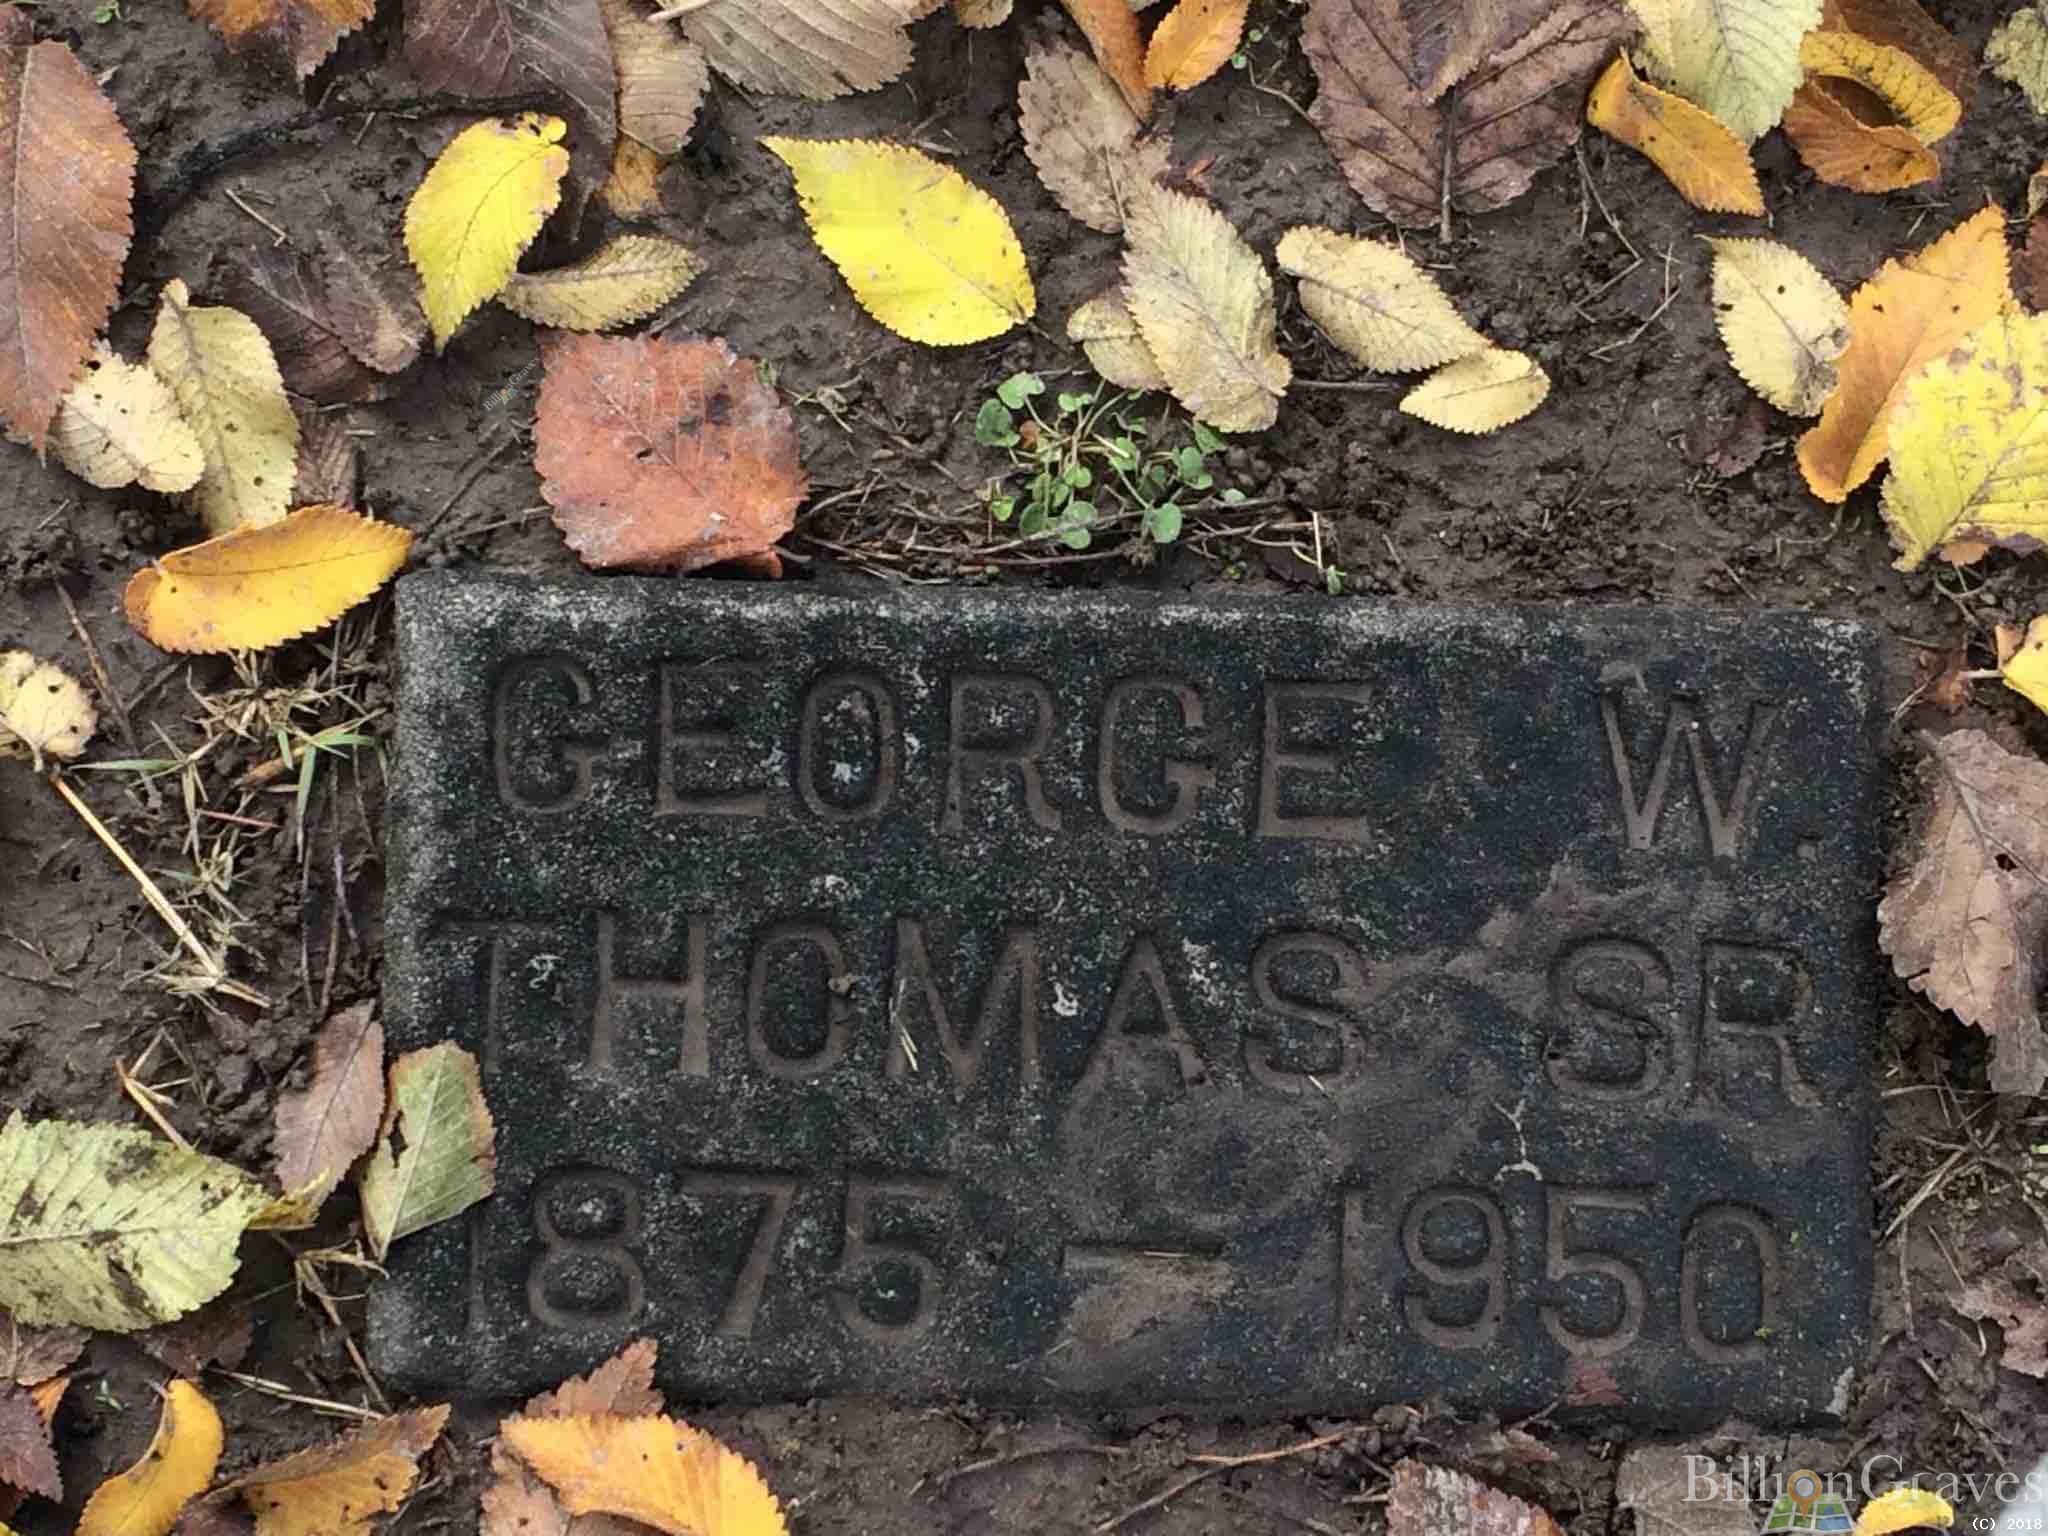 GEORGE W.
THOMAS SR
1875 — 1950
BillionGraves
(C) 2018